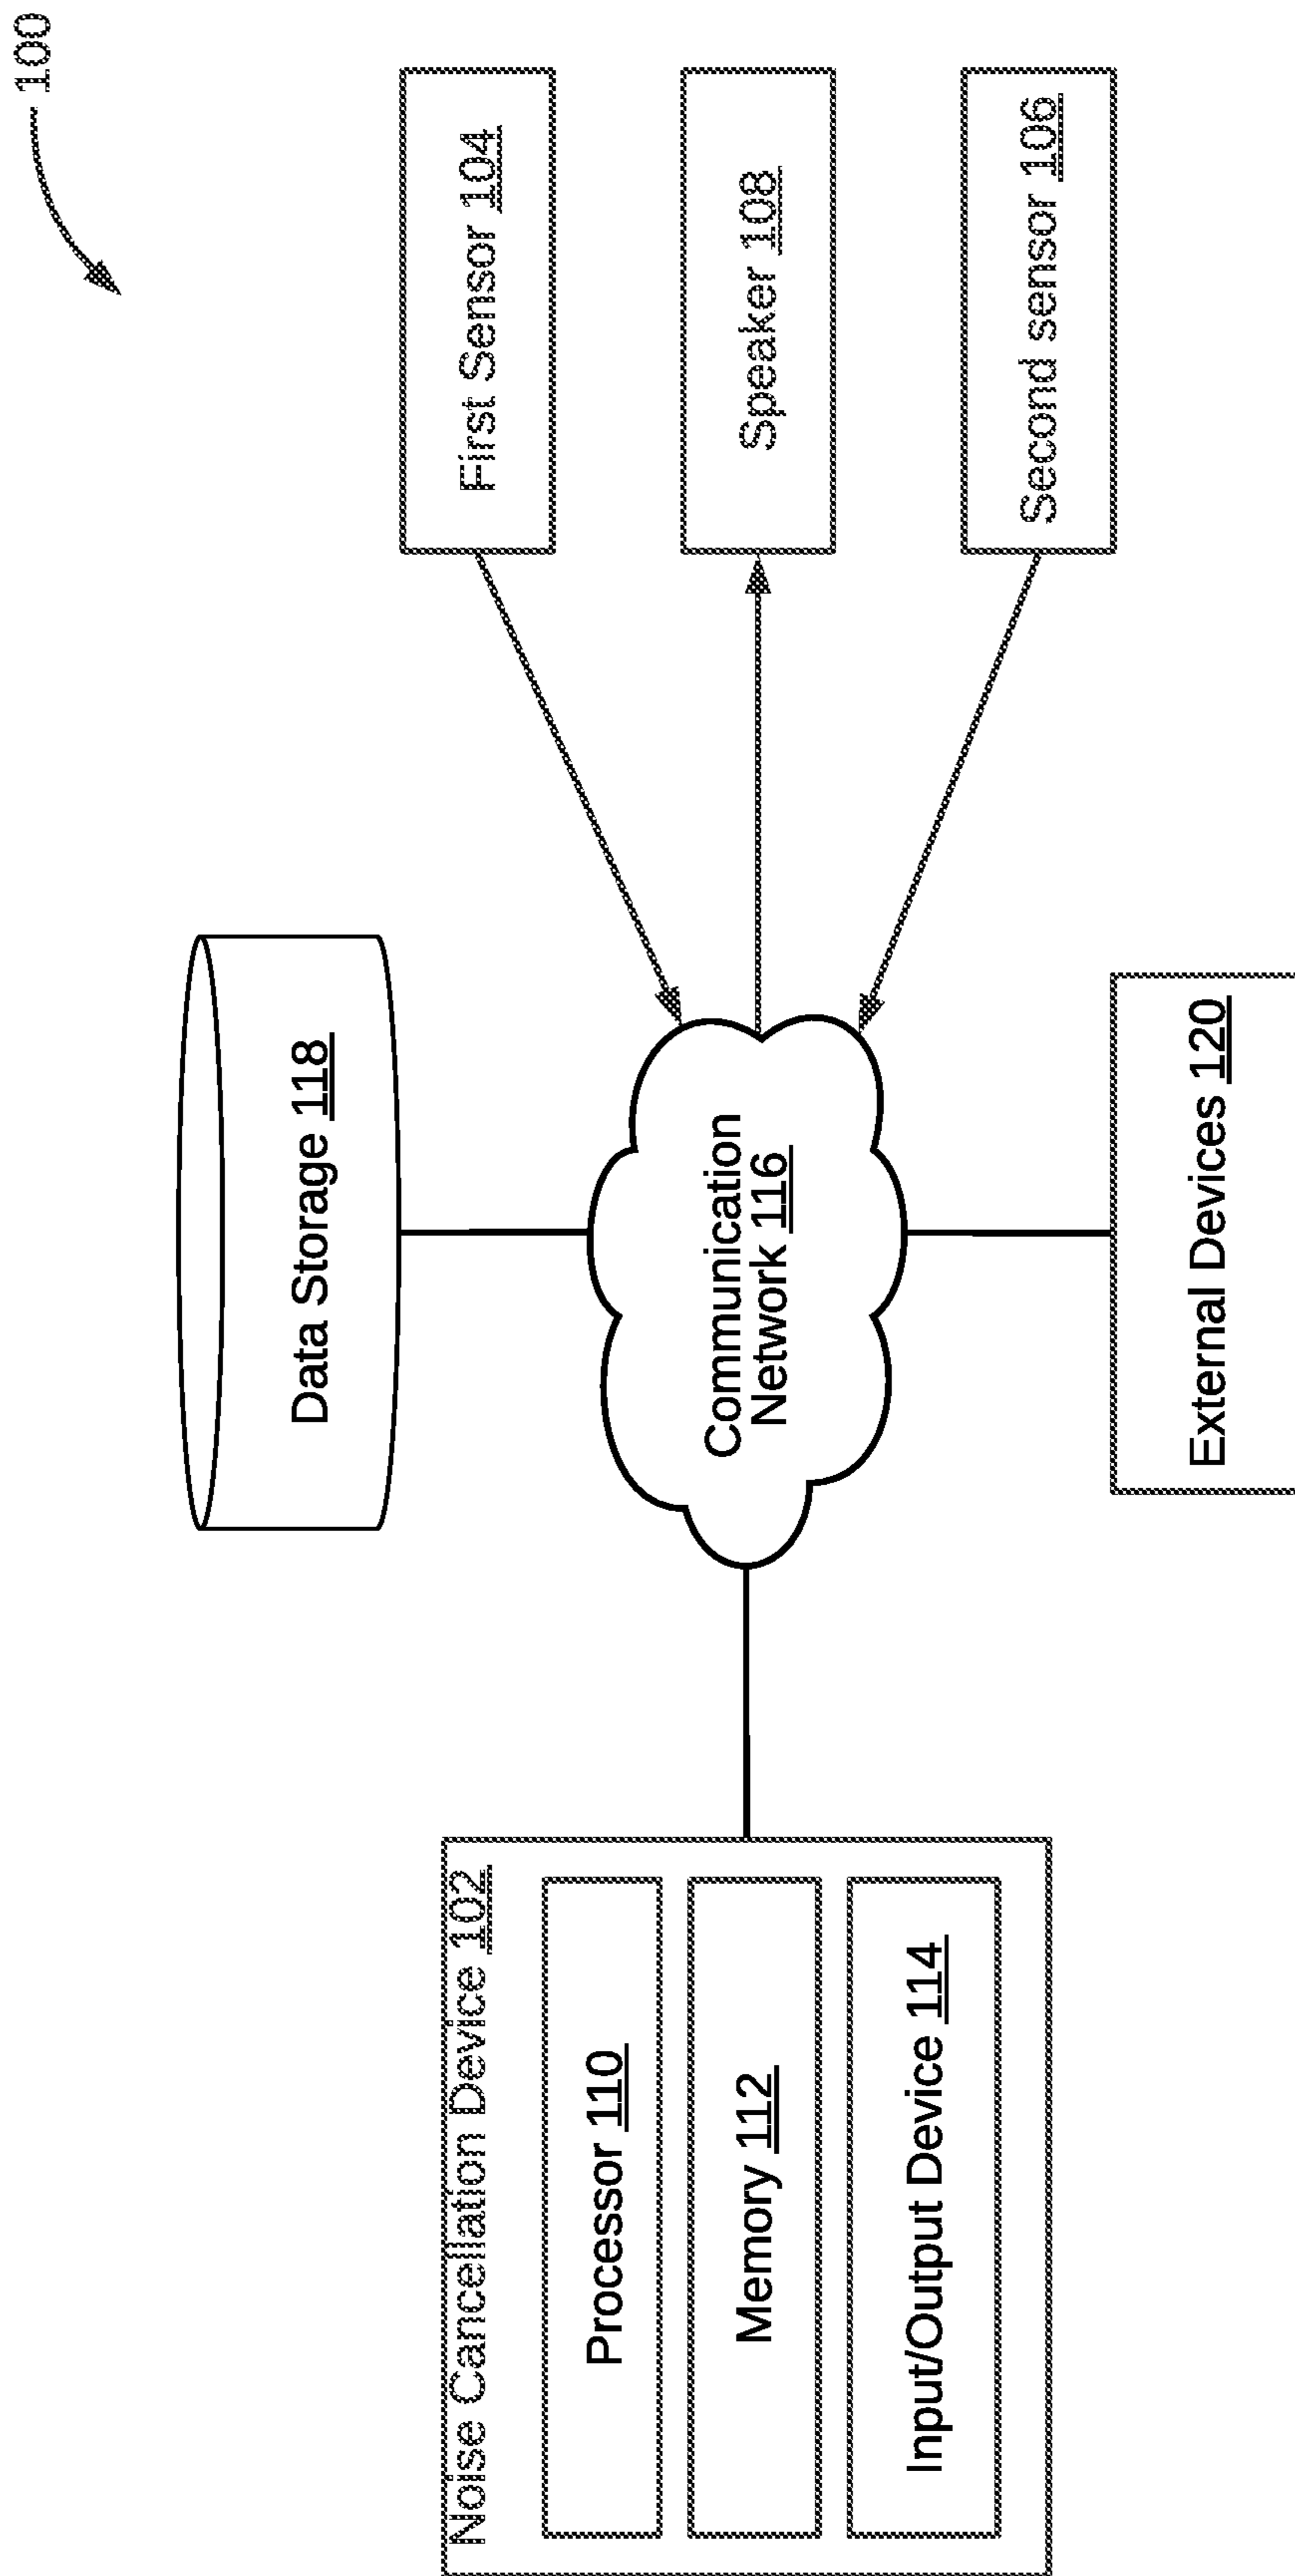 100
Noise Cancellation Device 102
Processor 110
Memory 112
Input/Output Device 114
Data Storage 118
Communication
Network 116
External Devices 120
First Sensor 104
Speaker 108
Second sensor 106